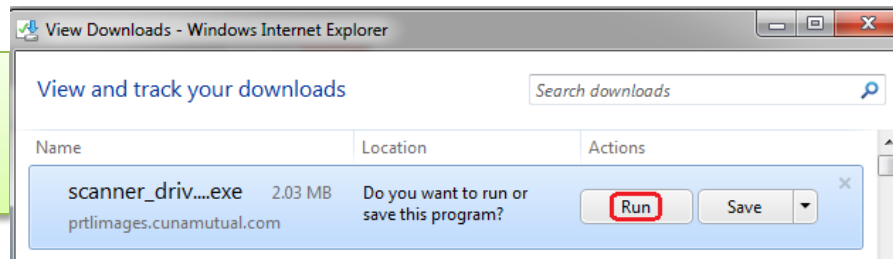 View Downloads - Windows Internet Explorer
View and track your downloads
Search downloads
Name Location Actions
scanner_driv....exe 2.03 MB Do you want to run or save this program? Run Save
prtlimages.cunamutual.com